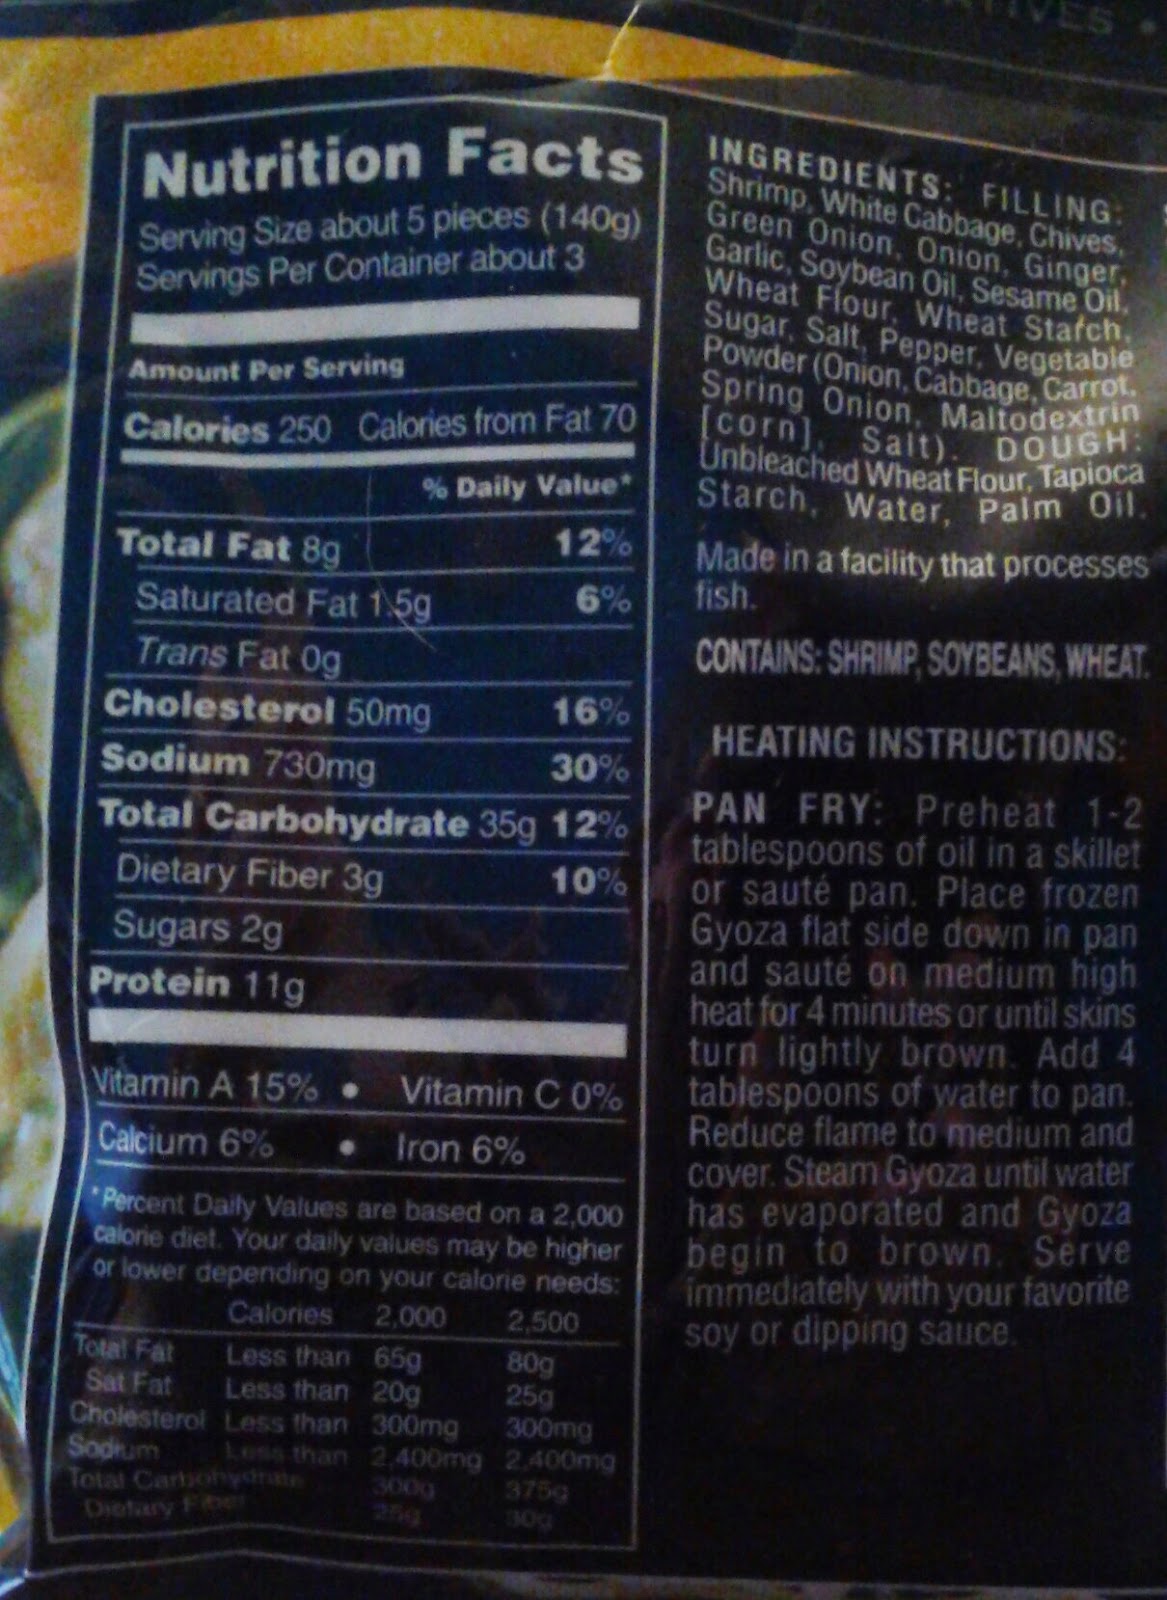 TIVES •
Nutrition Facts
Serving Size about 5 pieces (140g)
Servings Per Container about 3
Amount Per Serving
Calories 250 Calories from Fat 70
% Daily Value*
Total Fat 8g 12%
Saturated Fat 1.5g 6%
Trans Fat 0g
Cholesterol 50mg 16%
Sodium 730mg 30%
Total Carbohydrate 35g 12%
Dietary Fiber 3g 10%
Sugars 2g
Protein 11g
Vitamin A 15% • Vitamin C 0%
Calcium 6% • Iron 6%
*Percent Daily Values are based on a 2,000
calorie diet. Your daily values may be higher
or lower depending on your calorie needs:
Calories 2,000 2,500
Total Fat Less than 65g 80g
Sat Fat Less than 20g 25g
Cholesterol Less than 300mg 300mg
Sodium Less than 2,400mg 2,400mg
Total Carbohydrate 300g 375g
Dietary Fiber 25g 30g
INGREDIENTS: FILLING:
Shrimp, White Cabbage, Chives,
Green Onion, Onion, Ginger,
Garlic, Soybean Oil, Sesame Oil,
Wheat Flour, Wheat Starch,
Sugar, Salt, Pepper, Vegetable
Powder (Onion, Cabbage, Carrot,
Spring Onion, Maltodextrin
[corn], Salt). DOUGH:
Unbleached Wheat Flour, Tapioca
Starch, Water, Palm Oil.
Made in a facility that processes
fish.
CONTAINS: SHRIMP, SOYBEANS, WHEAT.
HEATING INSTRUCTIONS:
PAN FRY: Preheat 1-2
tablespoons of oil in a skillet
or sauté pan. Place frozen
Gyoza flat side down in pan
and sauté on medium high
heat for 4 minutes or until skins
turn lightly brown. Add 4
tablespoons of water to pan.
Reduce flame to medium and
cover. Steam Gyoza until water
has evaporated and Gyoza
begin to brown. Serve
immediately with your favorite
soy or dipping sauce.